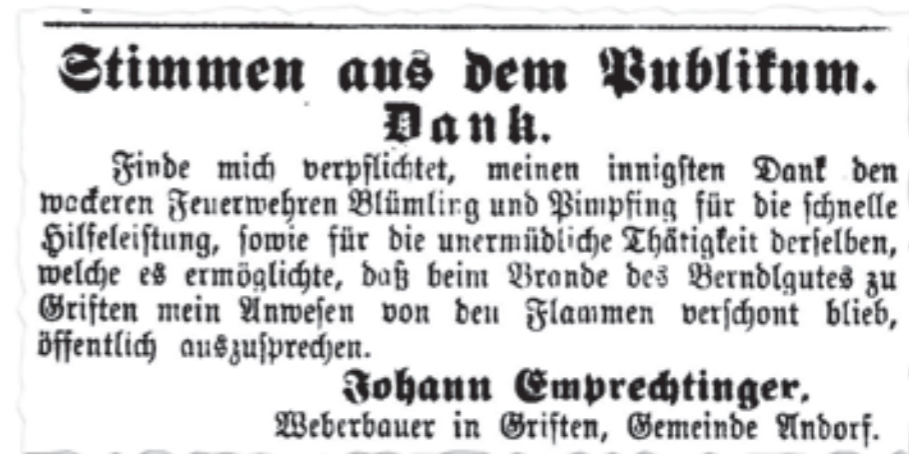 Stimmen aus dem Publikum.
Dank.
Finde mich verpflichtet, meinen innigsten Dank den
wackeren Feuerwehren Blümling und Pimpfing für die schnelle
Hilfeleistung, sowie für die unermüdliche Thätigkeit derselben,
welche es ermöglichte, daß beim Brande des Berndlgutes zu
Griften mein Anwesen von den Flammen verschont blieb,
öffentlich auszusprechen.
Johann Emprechtinger,
Weberbauer in Griften, Gemeinde Andorf.